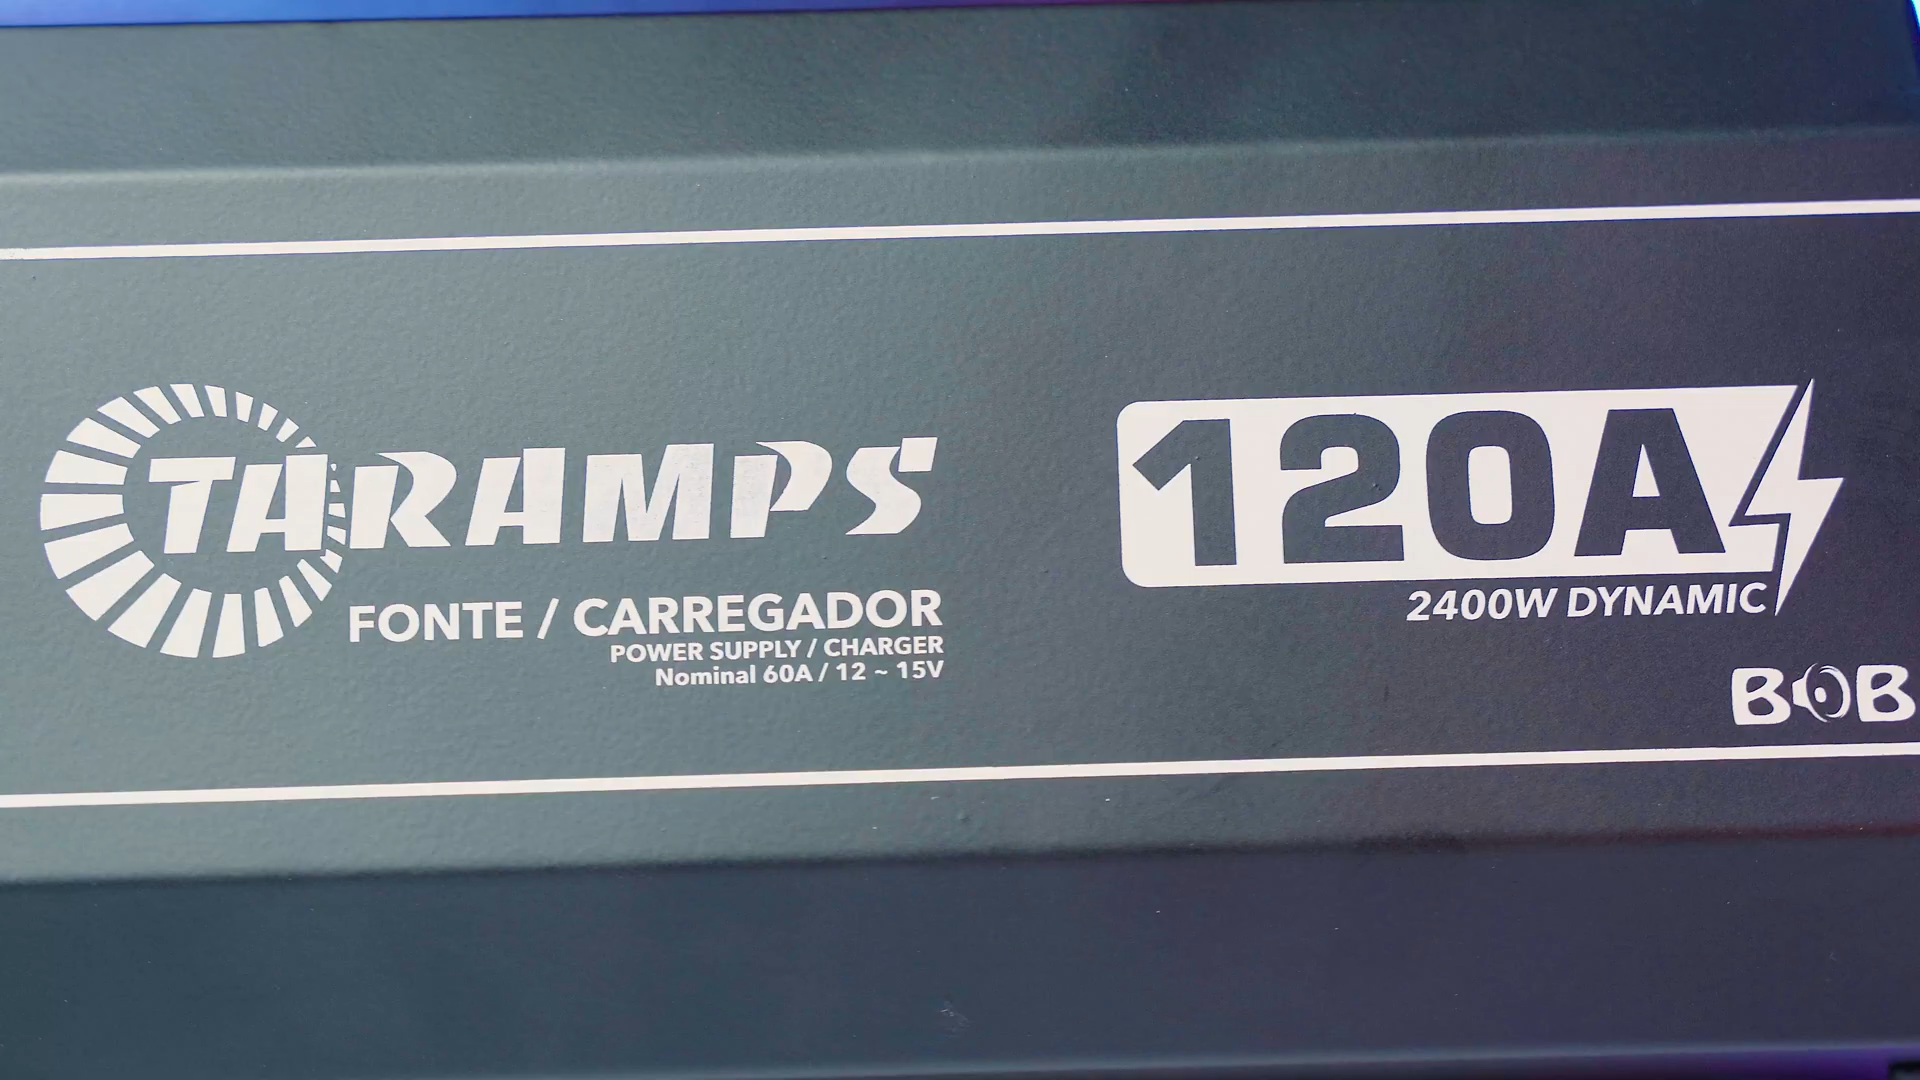 TARAMPS
FONTE / CARREGADOR
POWER SUPPLY / CHARGER
Nominal 60A / 12 ~ 15V
120A
2400W DYNAMIC
BOB